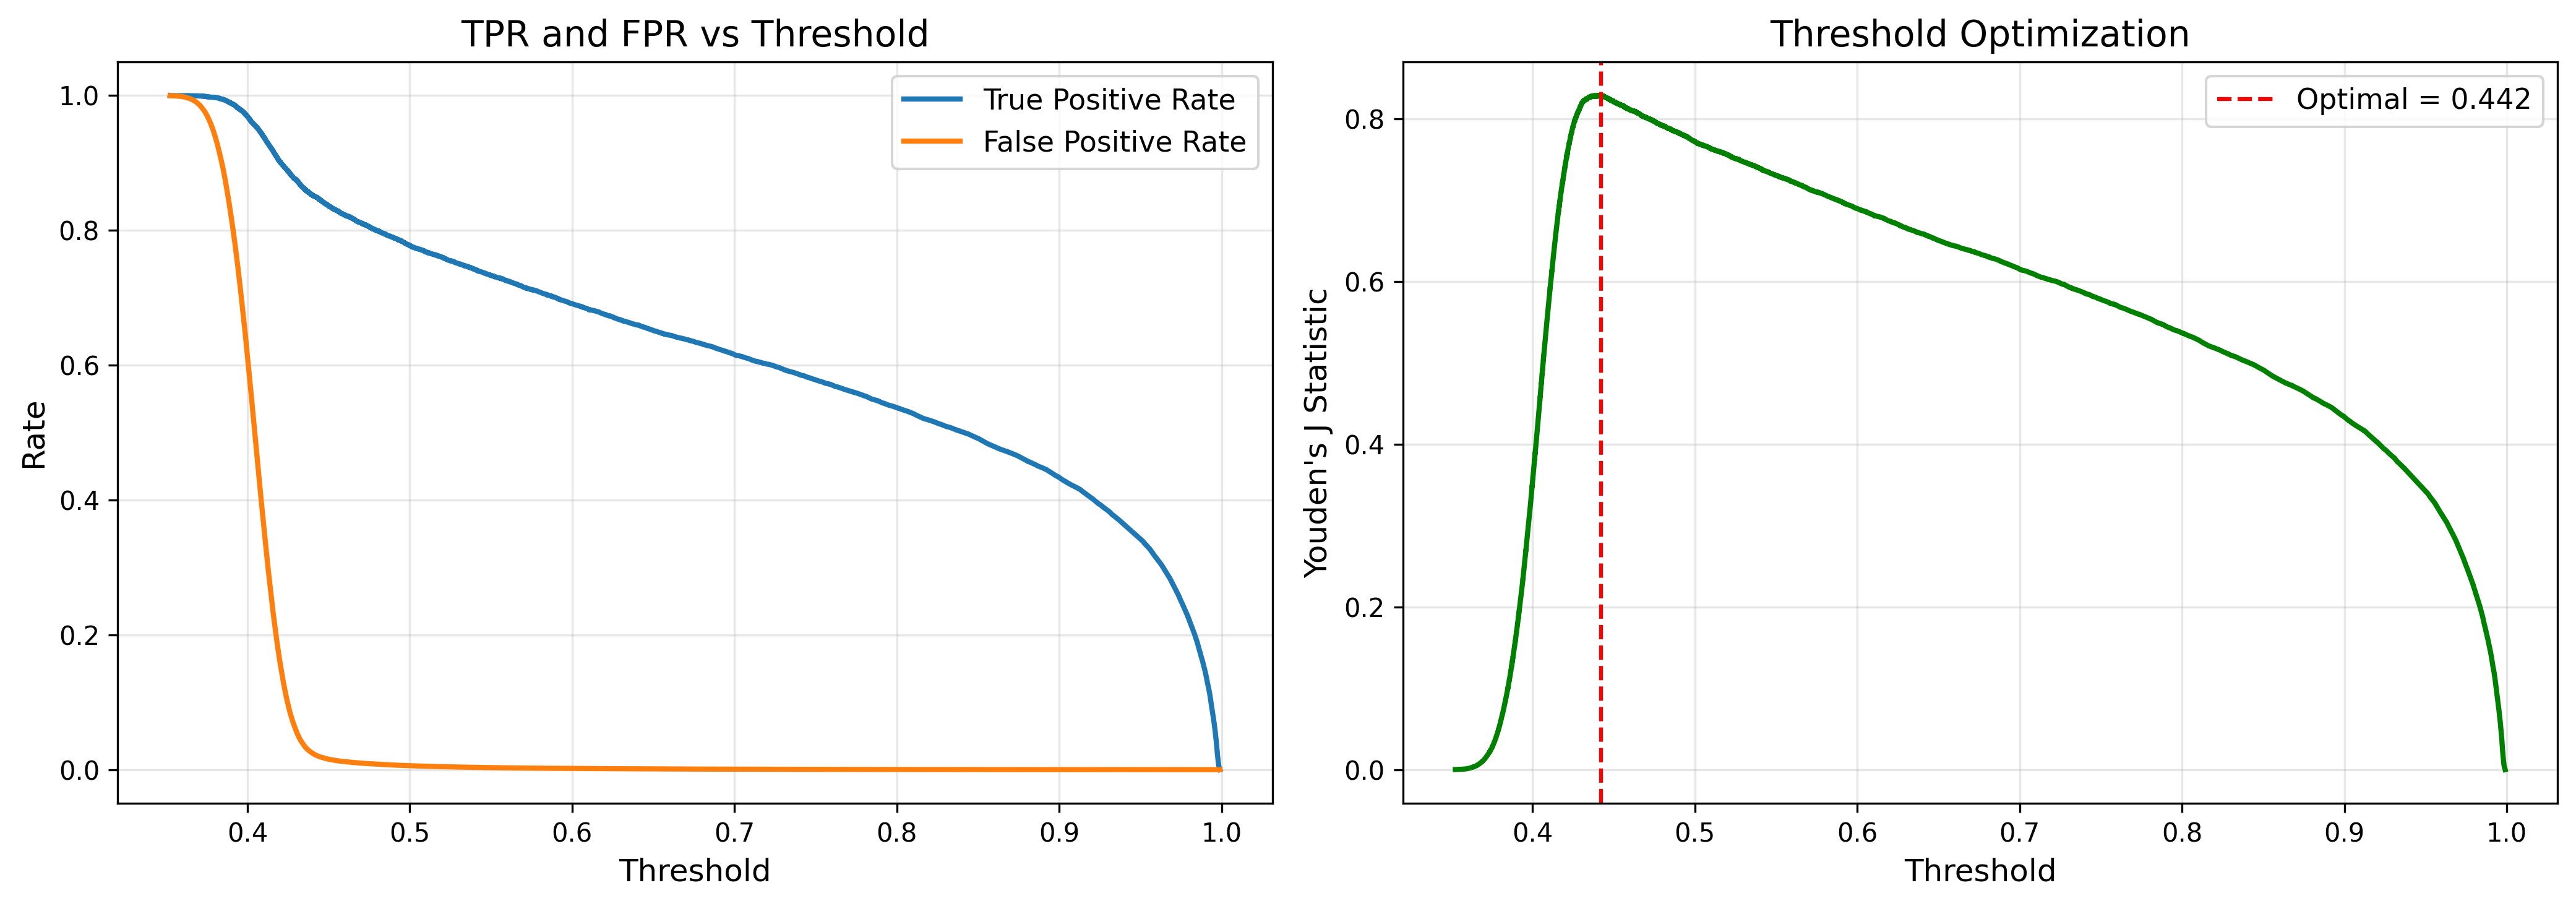 TPR and FPR vs Threshold
True Positive Rate
False Positive Rate
Rate
1.0
0.8
0.6
0.4
0.2
0.0
0.4 0.5 0.6 0.7 0.8 0.9 1.0
Threshold
Threshold Optimization
Optimal = 0.442
Youden's J Statistic
0.8
0.6
0.4
0.2
0.0
0.4 0.5 0.6 0.7 0.8 0.9 1.0
Threshold